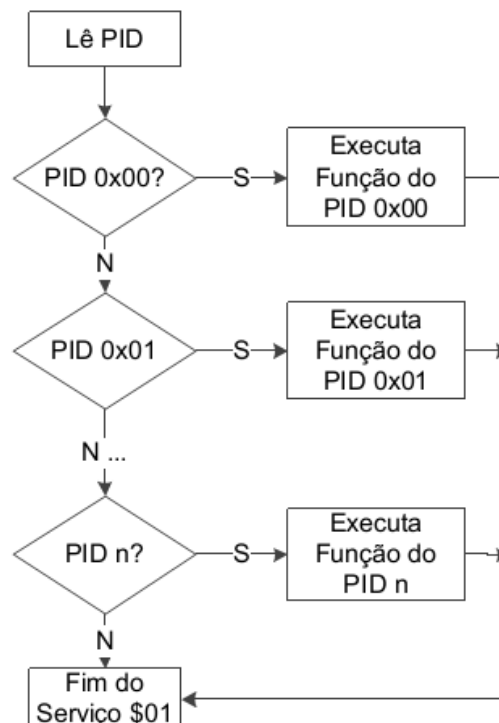 Lê PID
PID 0x00?
S
Executa
Função do
PID 0x00
N
PID 0x01
S
Executa
Função do
PID 0x01
N ...
PID n?
S
Executa
Função do
PID n
N
Fim do
Serviço $01